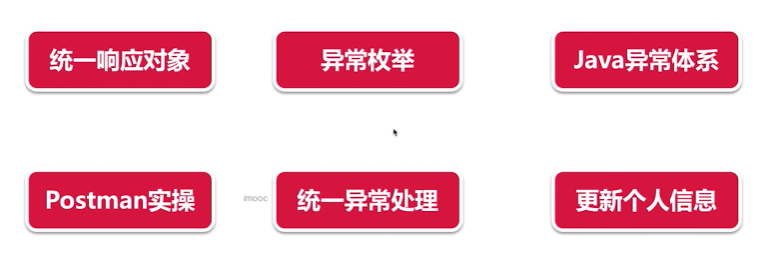 统一响应对象
异常枚举
Java异常体系
Postman实操
imooc
统一异常处理
更新个人信息